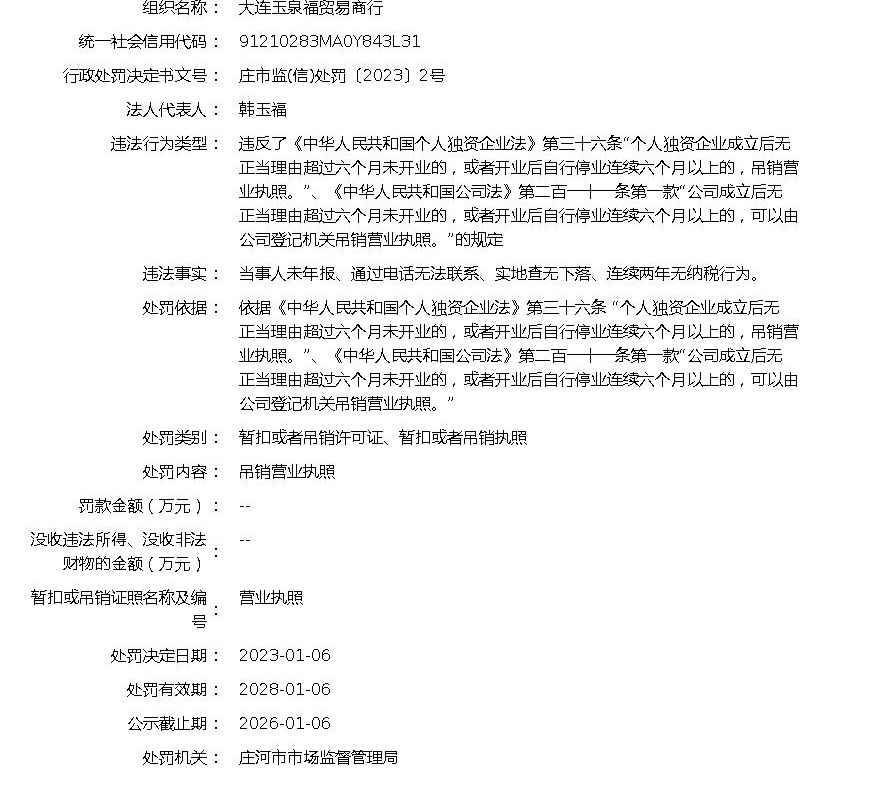 组织名称： 大连玉泉福贸易商行
统一社会信用代码： 91210283MA0Y843L31
行政处罚决定书文号： 庄市监(信)处罚〔2023〕2号
法人代表人： 韩玉福
违法行为类型： 违反了《中华人民共和国个人独资企业法》第三十六条“个人独资企业成立后无
正当理由超过六个月未开业的，或者开业后自行停业连续六个月以上的，吊销营
业执照。”、《中华人民共和国公司法》第二百一十一条第一款“公司成立后无
正当理由超过六个月未开业的，或者开业后自行停业连续六个月以上的，可以由
公司登记机关吊销营业执照。”的规定
违法事实： 当事人未年报、通过电话无法联系、实地查无下落、连续两年无纳税行为。
处罚依据： 依据《中华人民共和国个人独资企业法》第三十六条 “个人独资企业成立后无
正当理由超过六个月未开业的，或者开业后自行停业连续六个月以上的，吊销营
业执照。”、《中华人民共和国公司法》第二百一十一条第一款“公司成立后无
正当理由超过六个月未开业的，或者开业后自行停业连续六个月以上的，可以由
公司登记机关吊销营业执照。”
处罚类别： 暂扣或者吊销许可证、暂扣或者吊销执照
处罚内容： 吊销营业执照
罚款金额（万元）： --
没收违法所得、没收非法
财物的金额（万元）： --
暂扣或吊销证照名称及编
号： 营业执照
处罚决定日期： 2023-01-06
处罚有效期： 2028-01-06
公示截止期： 2026-01-06
处罚机关： 庄河市市场监督管理局